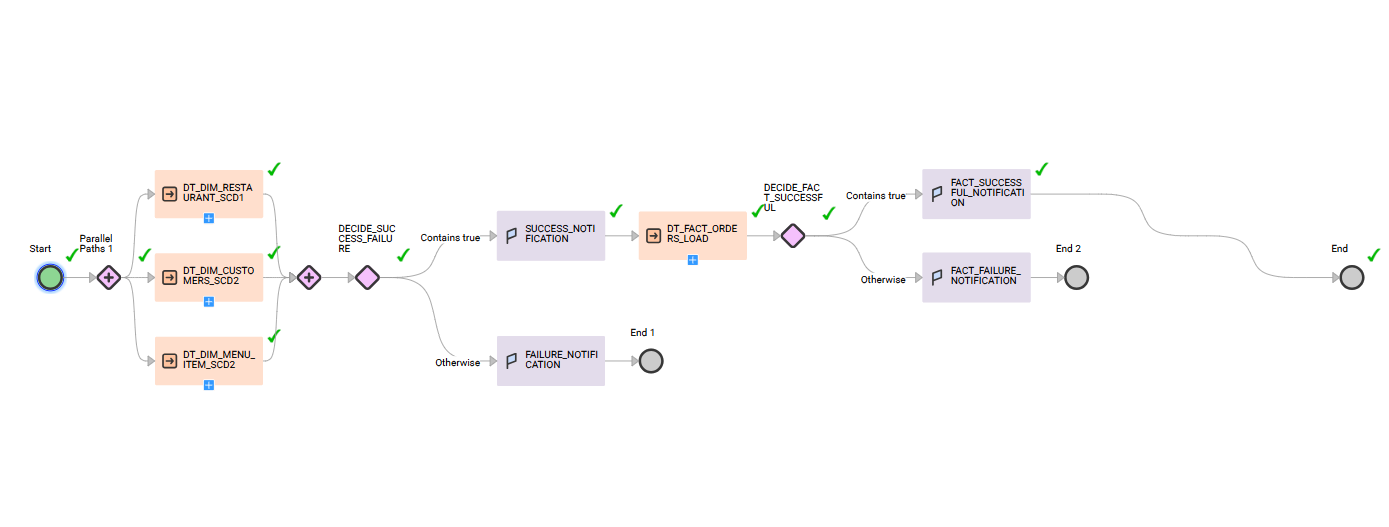 Start
Parallel
Paths 1
DT_DIM_RESTA
URANT_SCD1
DT_DIM_CUSTO
MERS_SCD2
DT_DIM_MENU_
ITEM_SCD2
DECIDE_SUC
CESS_FAILU
RE
Contains true
Otherwise
SUCCESS_NOTI
FICATION
FAILURE_NOTIFI
CATION
End 1
DT_FACT_ORDE
RS_LOAD
DECIDE_FAC
T_SUCCESSF
UL
Contains true
Otherwise
FACT_SUCCESS
FUL_NOTIFICATI
ON
FACT_FAILURE_
NOTIFICATION
End 2
End